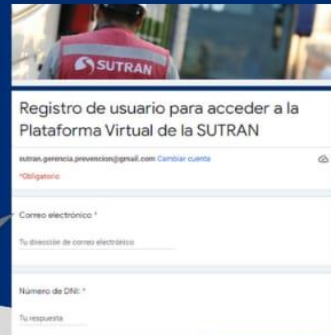 SUTRAN
Registro de usuario para acceder a la
Plataforma Virtual de la SUTRAN
sutran.gerencia.prevencion@gmail.com Cambiar cuenta
*Obligatorio
Correo electrónico *
Tu dirección de correo electrónico
Número de DNI: *
Tu respuesta